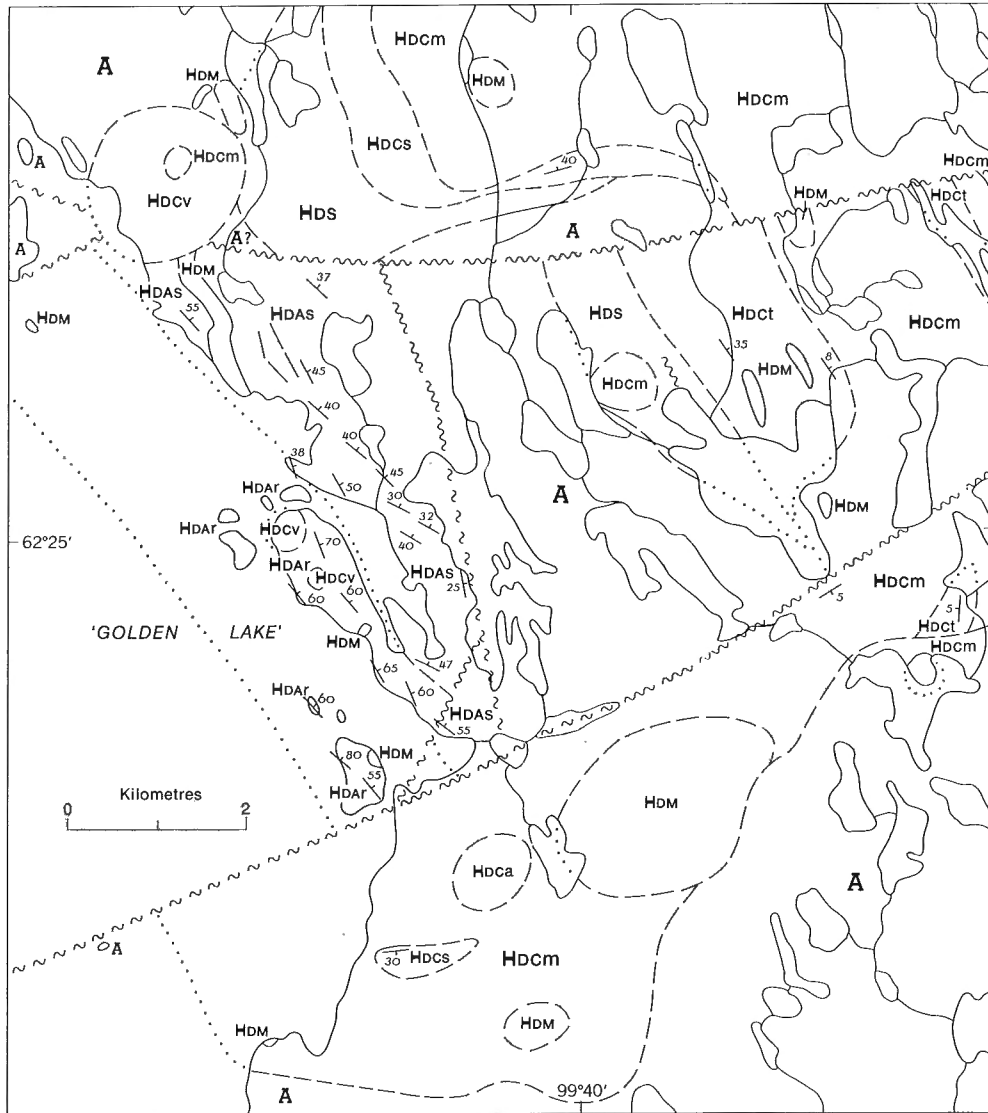 HDCm
A
HDM
HDM
HDCm
HDCs
HDCm
A
40
HDCm
HDCv
HDM
HDCt
HDS
A
A?
A
HDM
37
HDAS
HDM
55
HDAS
HDS
HDCt
HDCm
35
HDM
8
45
HDCm
40
40
38
45
50
HDAr
30
A
HDM
HDAr
HDCv
32
62°25'
70
40
HDAr
HDAS
HDCm
HDCv
25
60
60
5
5
HDCt
'GOLDEN LAKE'
HDM
HDCm
47
65
60
HDAr
60
HDAS
55
HDM
80
HDM
55
HDAr
Kilometres
0 2
HDCa
A
A
30
HDCs
HDCm
HDM
HDM
99°40'
A